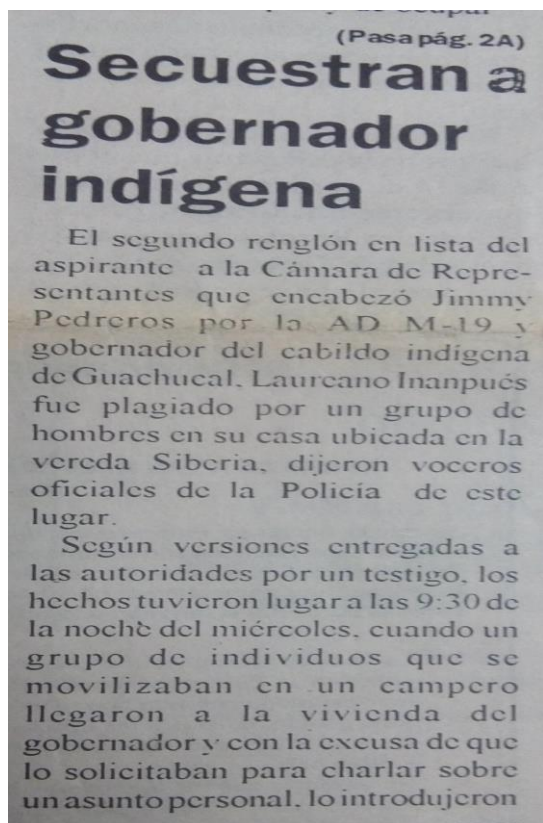 (Pasa pág. 2A)
Secuestran a
gobernador
indígena
El segundo renglón en lista del
aspirante a la Cámara de Repre-
sentantes que encabezó Jimmy
Pedreros por la AD M-19 y
gobernador del cabildo indígena
de Guachucal, Laureano Inanpués
fue plagiado por un grupo de
hombres en su casa ubicada en la
vereda Siberia, dijeron voceros
oficiales de la Policía de este
lugar.
Según versiones entregadas a
las autoridades por un testigo, los
hechos tuvieron lugar a las 9:30 de
la noche del miércoles, cuando un
grupo de individuos que se
movilizaban en un campero
llegaron a la vivienda del
gobernador y con la excusa de que
lo solicitaban para charlar sobre
un asunto personal, lo introdujeron